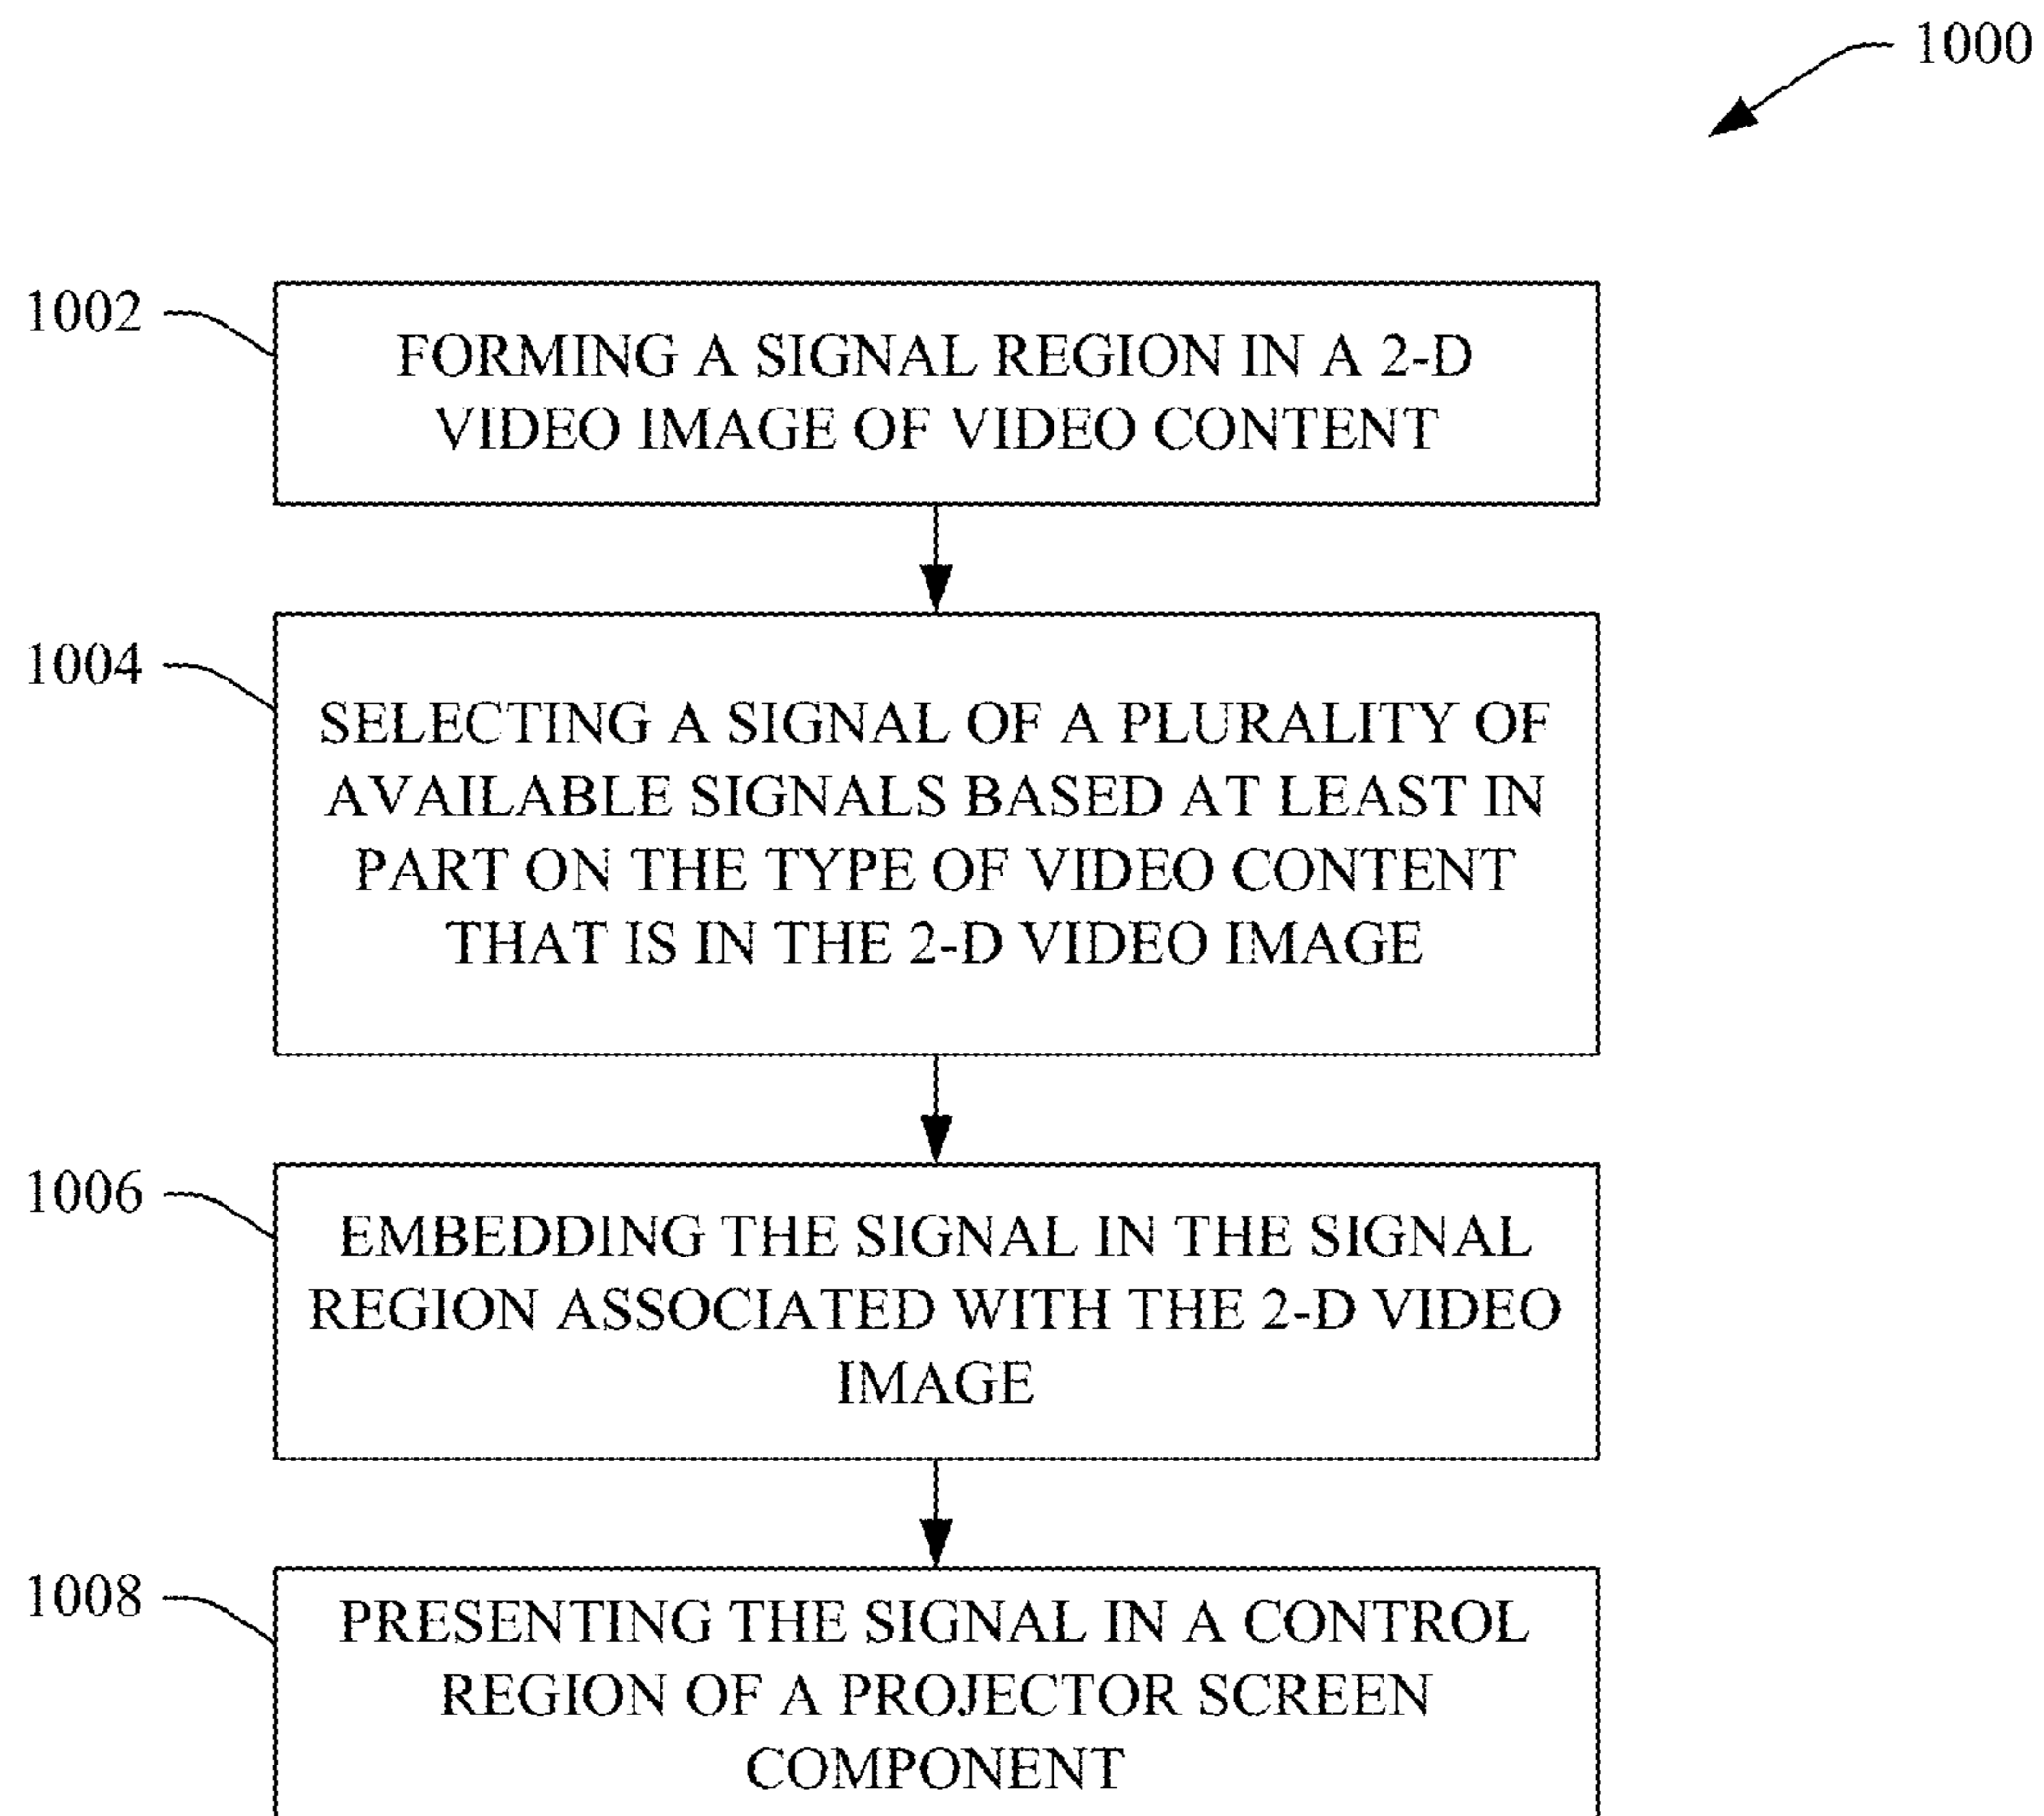 1000
1002
FORMING A SIGNAL REGION IN A 2-D
VIDEO IMAGE OF VIDEO CONTENT
1004
SELECTING A SIGNAL OF A PLURALITY OF
AVAILABLE SIGNALS BASED AT LEAST IN
PART ON THE TYPE OF VIDEO CONTENT
THAT IS IN THE 2-D VIDEO IMAGE
1006
EMBEDDING THE SIGNAL IN THE SIGNAL
REGION ASSOCIATED WITH THE 2-D VIDEO
IMAGE
1008
PRESENTING THE SIGNAL IN A CONTROL
REGION OF A PROJECTOR SCREEN
COMPONENT